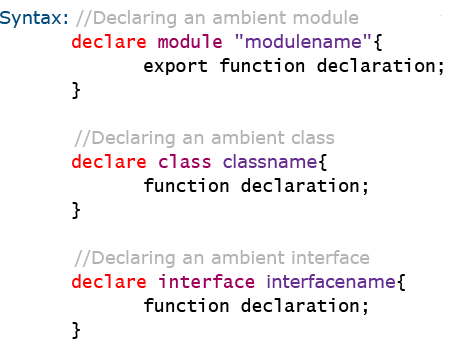 Syntax: //Declaring an ambient module
declare module "modulename"{
export function declaration;
}
//Declaring an ambient class
declare class classname{
function declaration;
}
//Declaring an ambient interface
declare interface interfacename{
function declaration;
}